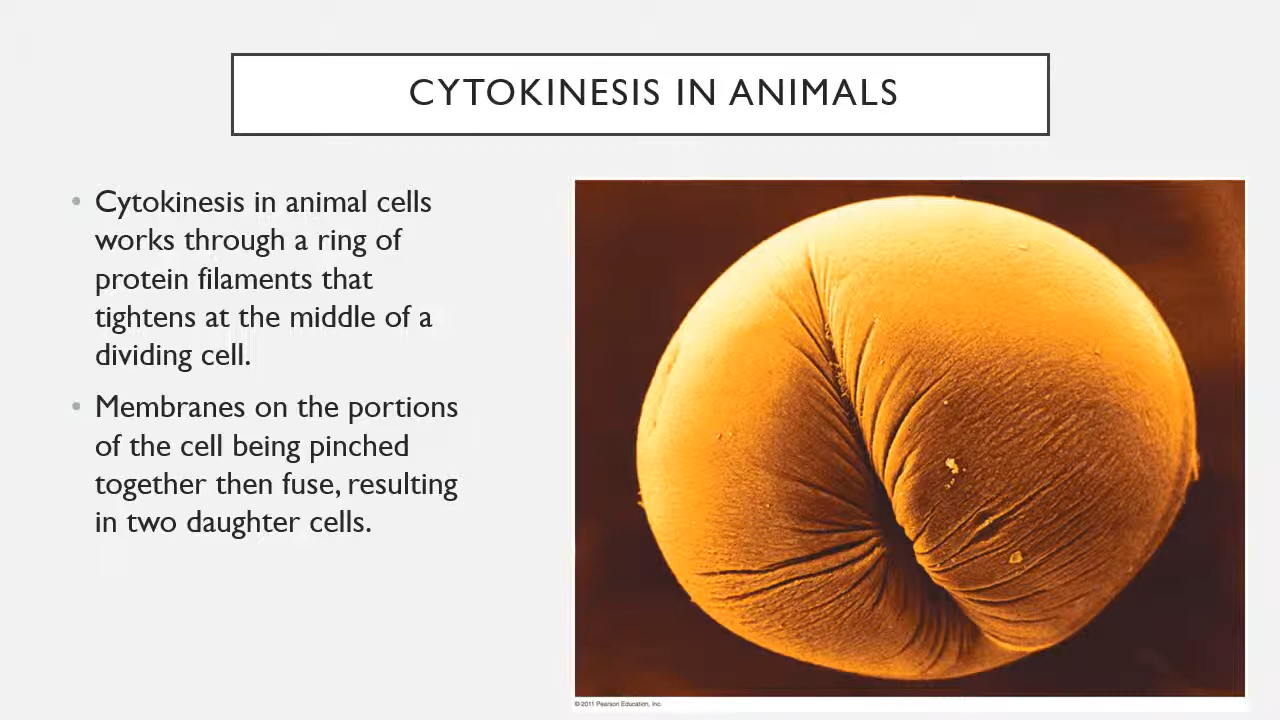 CYTOKINESIS IN ANIMALS
• Cytokinesis in animal cells
works through a ring of
protein filaments that
tightens at the middle of a
dividing cell.
• Membranes on the portions
of the cell being pinched
together then fuse, resulting
in two daughter cells.
© 2011 Pearson Education, Inc.